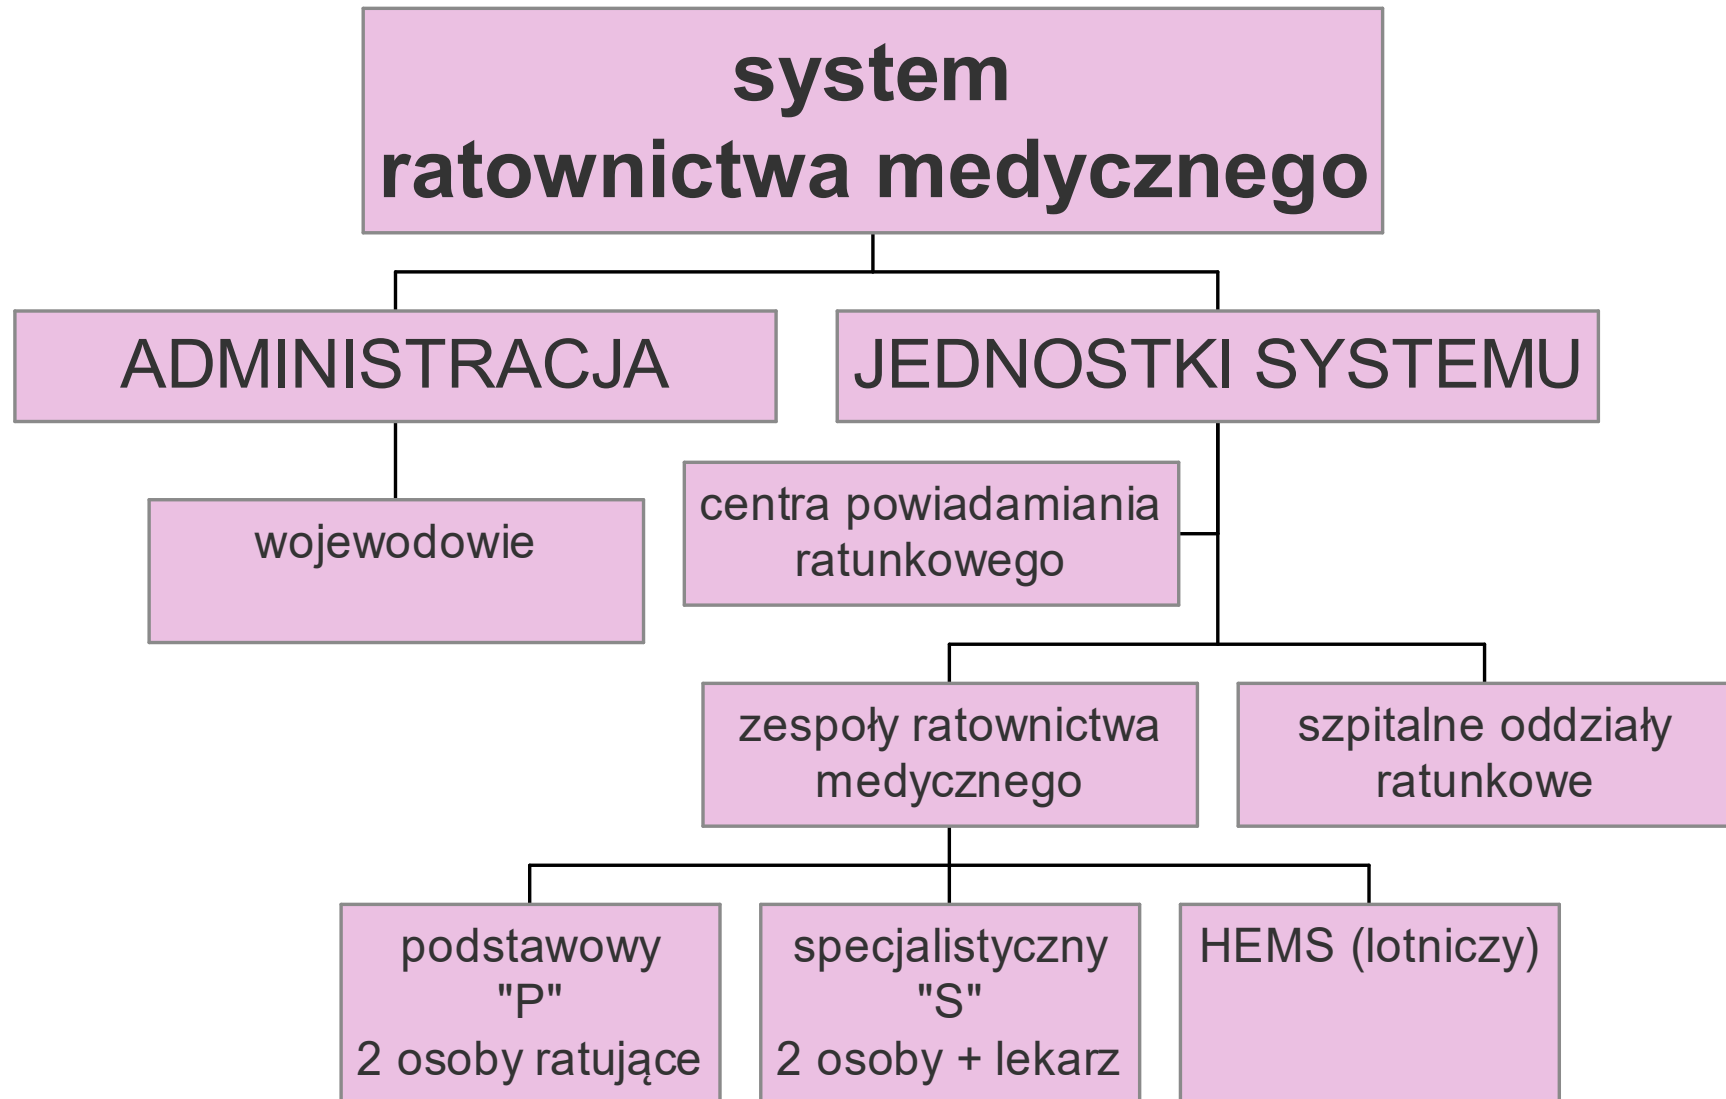 system
ratownictwa medycznego
ADMINISTRACJA
JEDNOSTKI SYSTEMU
wojewodowie
centra powiadamiania
ratunkowego
zespoły ratownictwa
medycznego
szpitalne oddziały
ratunkowe
podstawowy
"P"
2 osoby ratujące
specjalistyczny
"S"
2 osoby + lekarz
HEMS (lotniczy)